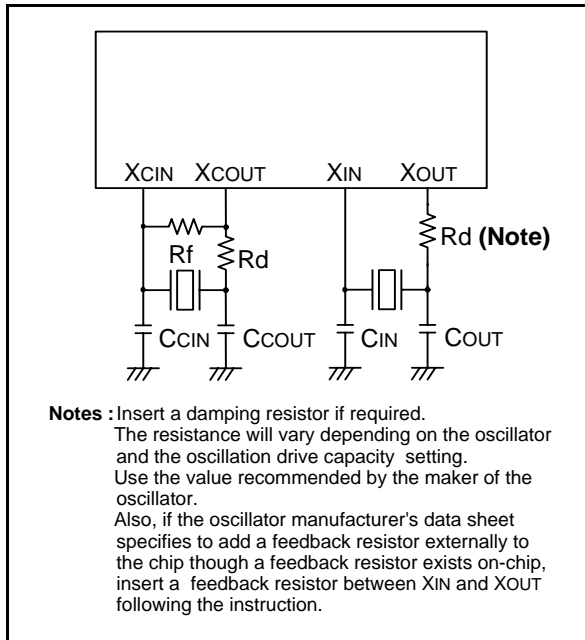 XCIN XCOUT XIN XOUT
Rf Rd Rd (Note)
CCIN CCOUT CIN COUT
Notes : Insert a damping resistor if required.
The resistance will vary depending on the oscillator
and the oscillation drive capacity setting.
Use the value recommended by the maker of the
oscillator.
Also, if the oscillator manufacturer's data sheet
specifies to add a feedback resistor externally to
the chip though a feedback resistor exists on-chip,
insert a feedback resistor between XIN and XOUT
following the instruction.